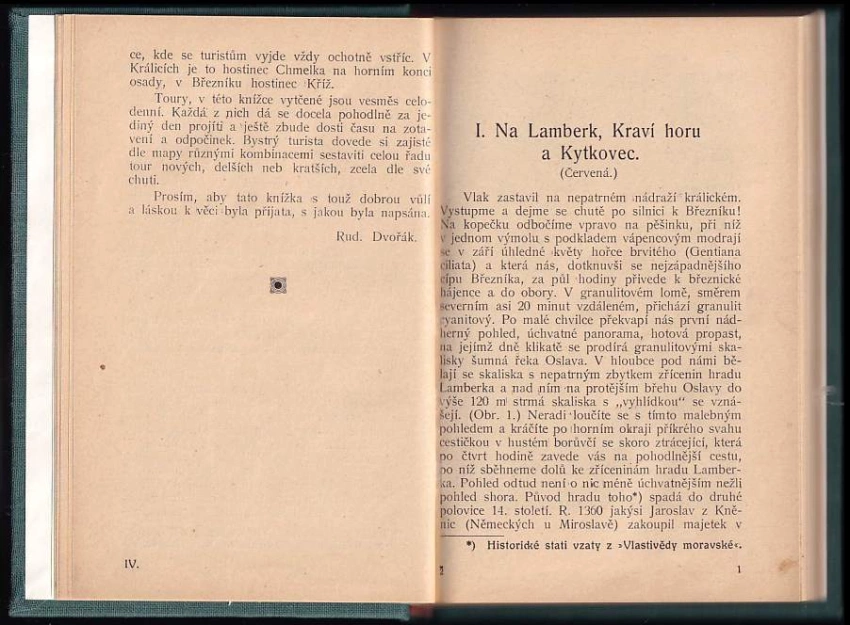 ce, kde se turistům vyjde vždy ochotně vstříc. V
Králicích je to hostinec Chmelka na horním konci
osady, v Březníku hostinec Kříž.
Toury, v této knížce vytčené jsou vesměs celo-
denní. Každá z nich dá se docela pohodlně za je-
diný den projíti a ještě zbude dosti času na zota-
vení a odpočinek. Bystrý turista dovede si zajisté
dle mapy různými kombinacemi sestaviti celou řadu
tour nových, delších neb kratších, zcela dle své
chuti.
Prosím, aby tato knížka s touž dobrou vůlí
a láskou k věci byla přijata, s jakou byla napsána.
Rud. Dvořák.
IV.
I. Na Lamberk, Kraví horu
a Kytkovec.
(Červená.)
Vlak zastavil na nepatrném nádraží králickém.
Vystupme a dejme se chutě po silnici k Březníku!
Na kopečku odbočíme vpravo na pěšinku, při níž
v jednom výmolu s podkladem vápencovým modrají
se v září úhledné květy hořce brvitého (Gentiana
ciliata) a která nás, dotknuvši se nejzápadnějšího
cípu Březníka, za půl hodiny přivede k březnické
hájence a do obory. V granulitovém lomě, směrem
severním asi 20 minut vzdáleném, přichází granulit
cyanitový. Po malé chvilce překvapí nás první nád-
herný pohled, úchvatné panorama, hotová propast,
na jejímž dně klikatě se prodírá granulitovými ska-
lisky šumná řeka Oslava. V hloubce pod námi bě-
lají se skaliska s nepatrným zbytkem zřícenin hradu
Lamberka a nad ním na protějším břehu Oslavy do
výše 120 m strmá skaliska s „vyhlídkou“ se vzná-
šejí. (Obr. 1.) Neradi loučíte se s tímto malebným
pohledem a kráčíte po horním okraji příkrého svahu
cestičkou v hustém borůvčí se skoro ztrácející, která
po čtvrt hodině zavede vás na pohodlnější cestu,
po níž sběhneme dolů ke zříceninám hradu Lamber-
ka. Pohled odtud není o nic méně úchvatnějším nežli
pohled shora. Původ hradu toho*) spadá do druhé
polovice 14. století. R. 1360 jakýsi Jaroslav z Kně-
nic (Německých u Miroslavě) zakoupil majetek v
*) Historické stati vzaty z ›Vlastivědy moravské‹.
1